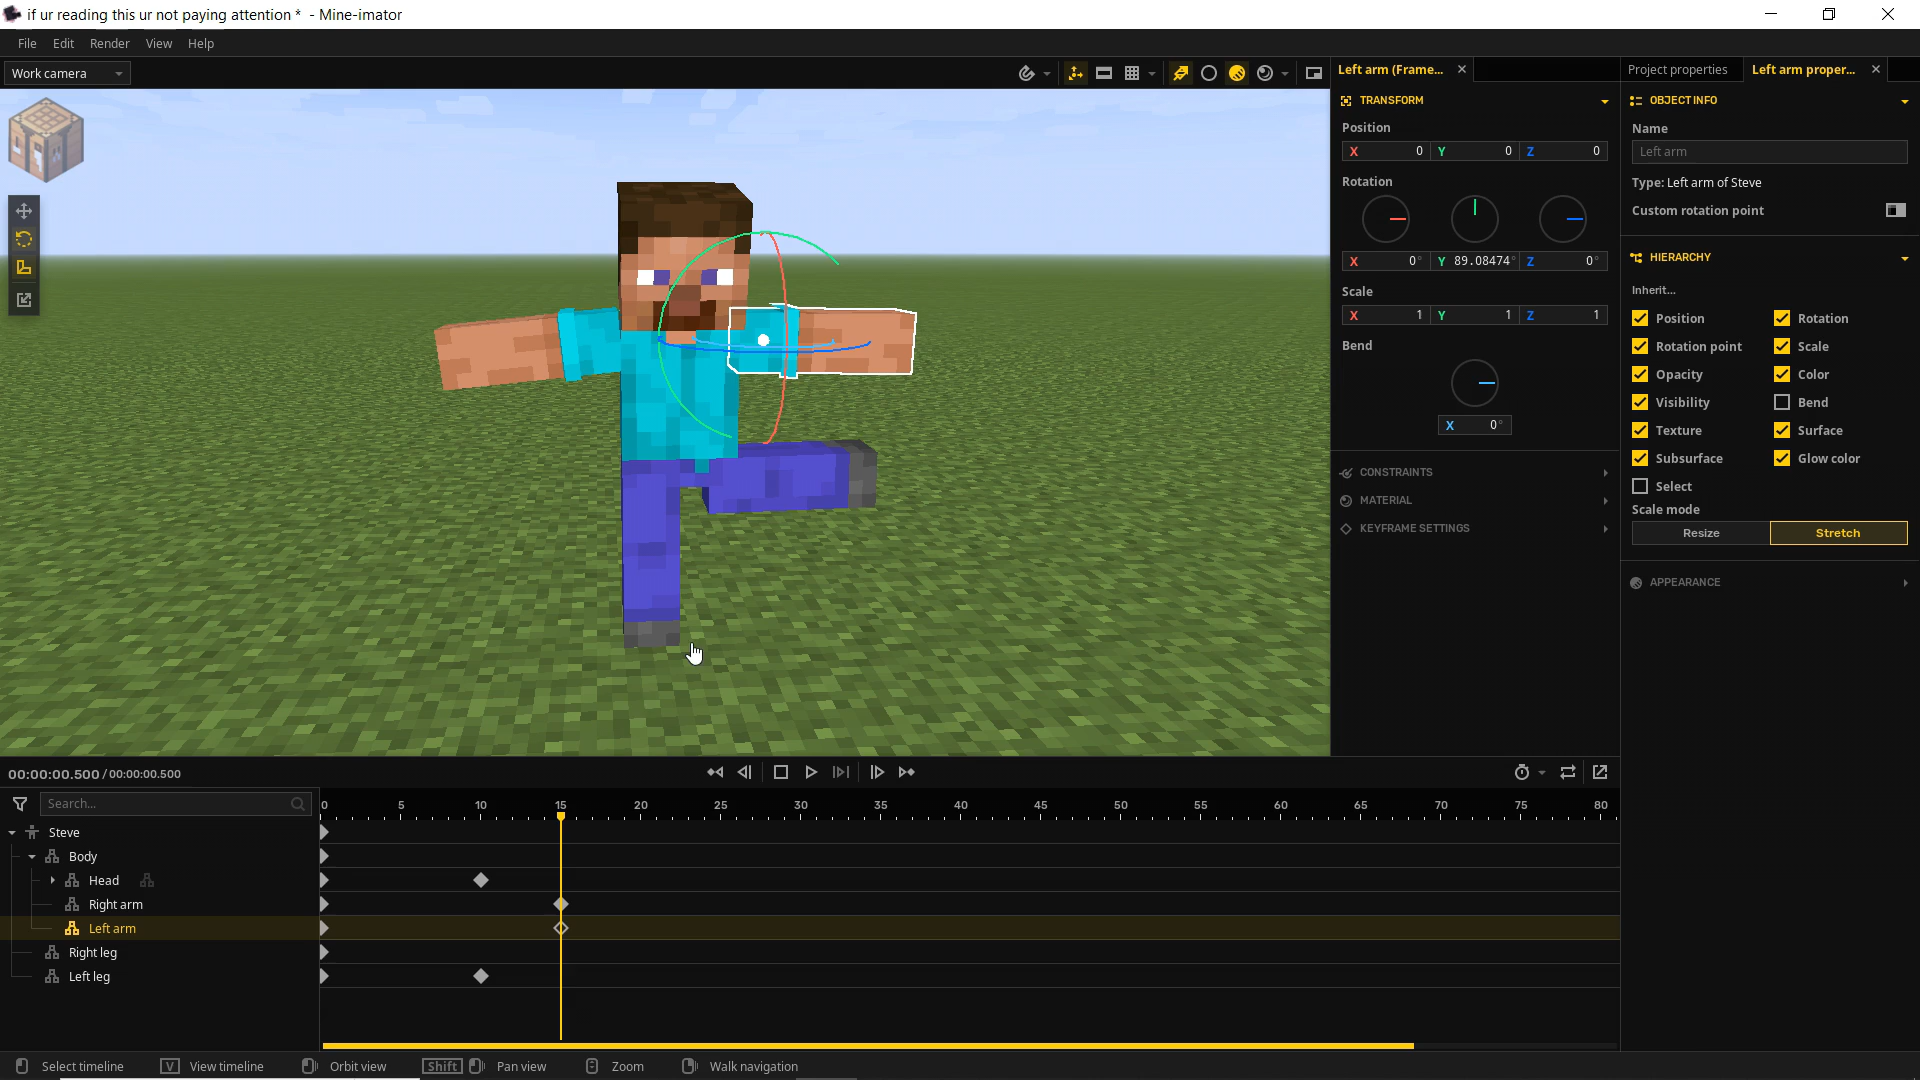 if ur reading this ur not paying attention * - Mine-imator
File Edit Render View Help
Work camera
Left arm (Frame...
Project properties
Left arm proper...
TRANSFORM
Position
X 0 Y 0 Z 0
Rotation
X 0° Y 89.08474° Z 0°
Scale
X 1 Y 1 Z 1
Bend
X 0°
CONSTRAINTS
MATERIAL
KEYFRAME SETTINGS
OBJECT INFO
Name
Left arm
Type: Left arm of Steve
Custom rotation point
HIERARCHY
Inherit...
Position Rotation
Rotation point Scale
Opacity Color
Visibility Bend
Texture Surface
Subsurface Glow color
Select
Scale mode
Resize Stretch
APPEARANCE
00:00:00.500 / 00:00:00.500
Search...
0 5 10 15 20 25 30 35 40 45 50 55 60 65 70 75 80
Steve
Body
Head
Right arm
Left arm
Right leg
Left leg
Select timeline V View timeline Orbit view Shift Pan view Zoom Walk navigation